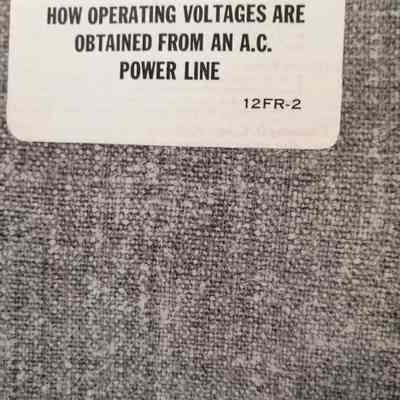 HOW OPERATING VOLTAGES ARE
OBTAINED FROM AN A.C.
POWER LINE
12FR-2